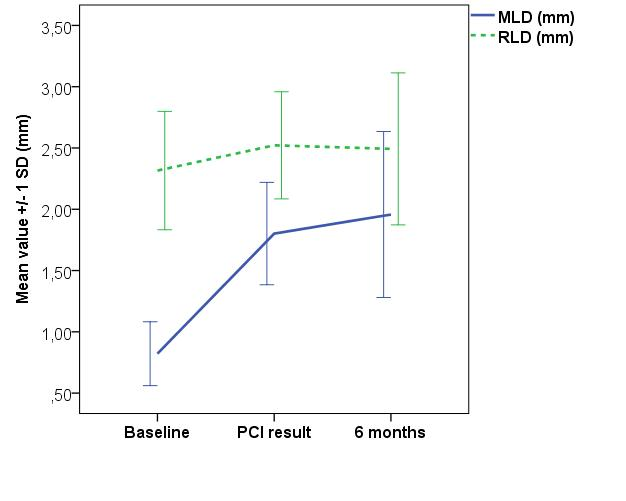 MLD (mm)
RLD (mm)
Mean value +/- 1 SD (mm)
3,50
3,00
2,50
2,00
1,50
1,00
,50
Baseline
PCI result
6 months